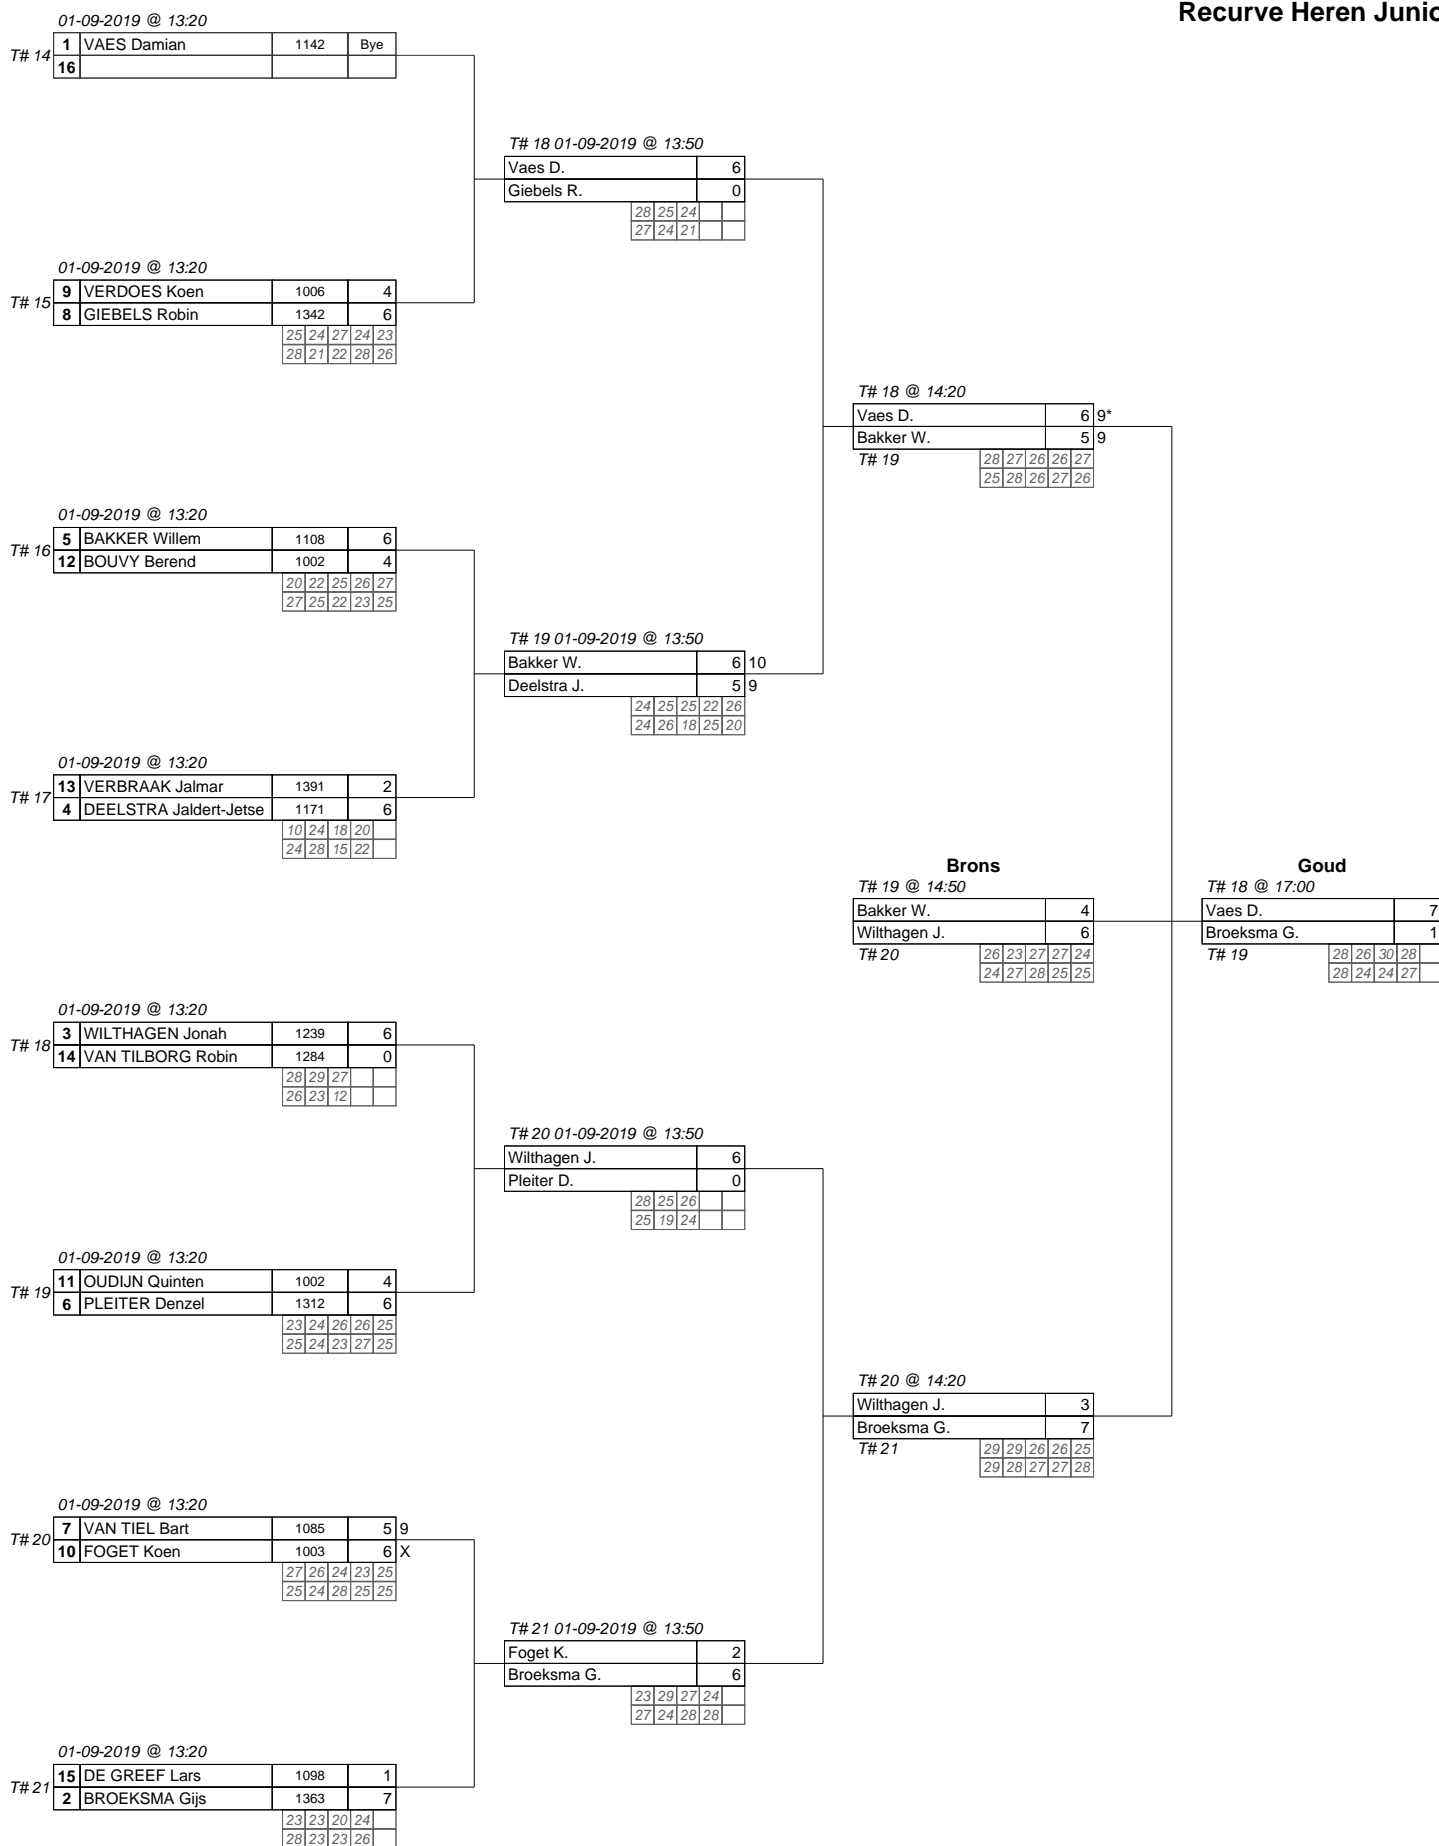 Recurve Heren Junio
01-09-2019 @ 13:20
T# 14
1 VAES Damian 1142 Bye
16
T# 18 01-09-2019 @ 13:50
Vaes D. 6
Giebels R. 0
28 25 24
27 24 21
01-09-2019 @ 13:20
T# 15
9 VERDOES Koen 1006 4
8 GIEBELS Robin 1342 6
25 24 27 24 23
28 21 22 28 26
T# 18 @ 14:20
Vaes D. 6 9*
Bakker W. 5 9
T# 19 28 27 26 26 27
25 28 26 27 26
01-09-2019 @ 13:20
T# 16
5 BAKKER Willem 1108 6
12 BOUVY Berend 1002 4
20 22 25 26 27
27 25 22 23 25
T# 19 01-09-2019 @ 13:50
Bakker W. 6 10
Deelstra J. 5 9
24 25 25 22 26
24 26 18 25 20
01-09-2019 @ 13:20
T# 17
13 VERBRAAK Jalmar 1391 2
4 DEELSTRA Jaldert-Jetse 1171 6
10 24 18 20
24 28 15 22
Brons
T# 19 @ 14:50
Bakker W. 4
Wilthagen J. 6
T# 20 26 23 27 27 24
24 27 28 25 25
Goud
T# 18 @ 17:00
Vaes D. 7
Broeksma G. 1
T# 19 28 26 30 28
28 24 24 27
01-09-2019 @ 13:20
T# 18
3 WILTHAGEN Jonah 1239 6
14 VAN TILBORG Robin 1284 0
28 29 27
26 23 12
T# 20 01-09-2019 @ 13:50
Wilthagen J. 6
Pleiter D. 0
28 25 26
25 19 24
01-09-2019 @ 13:20
T# 19
11 OUDIJN Quinten 1002 4
6 PLEITER Denzel 1312 6
23 24 26 26 25
25 24 23 27 25
T# 20 @ 14:20
Wilthagen J. 3
Broeksma G. 7
T# 21 29 29 26 26 25
29 28 27 27 28
01-09-2019 @ 13:20
T# 20
7 VAN TIEL Bart 1085 5 9
10 FOGET Koen 1003 6 X
27 26 24 23 25
25 24 28 25 25
T# 21 01-09-2019 @ 13:50
Foget K. 2
Broeksma G. 6
23 29 27 24
27 24 28 28
01-09-2019 @ 13:20
T# 21
15 DE GREEF Lars 1098 1
2 BROEKSMA Gijs 1363 7
23 23 20 24
28 23 23 26